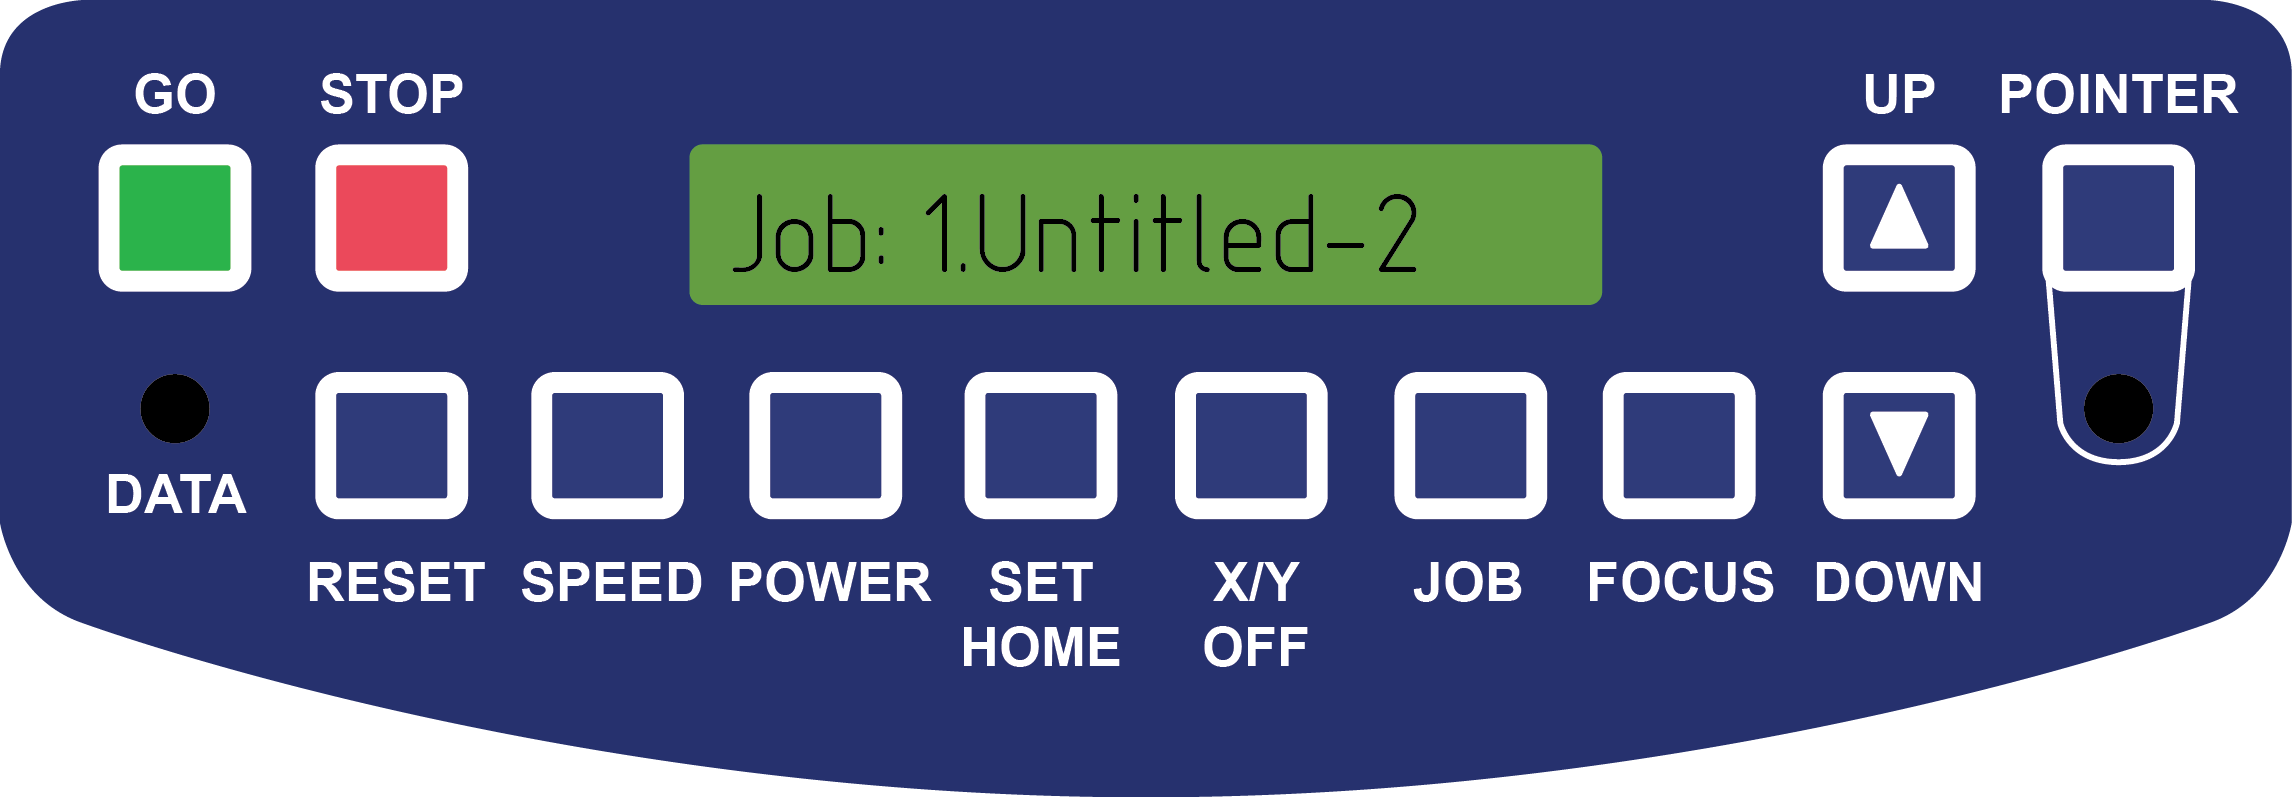 GO
STOP
UP
POINTER
Job: 1.Untitled-2
DATA
RESET
SPEED
POWER
SET
HOME
X/Y
OFF
JOB
FOCUS
DOWN